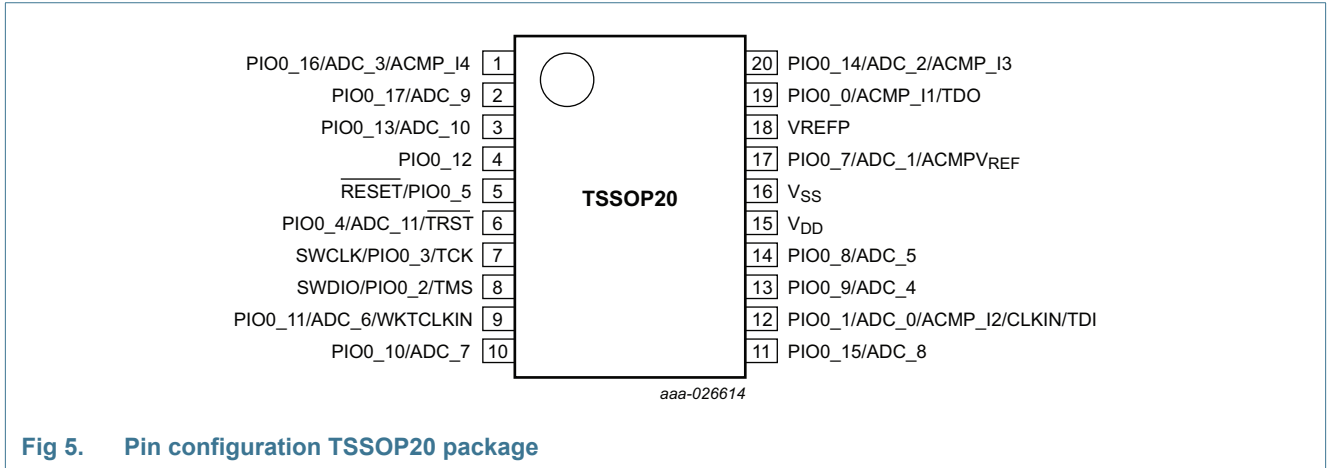 PIO0_16/ADC_3/ACMP_I4 1
PIO0_17/ADC_9 2
PIO0_13/ADC_10 3
PIO0_12 4
RESET/PIO0_5 5
PIO0_4/ADC_11/TRST 6
SWCLK/PIO0_3/TCK 7
SWDIO/PIO0_2/TMS 8
PIO0_11/ADC_6/WKTCLKIN 9
PIO0_10/ADC_7 10
TSSOP20
20 PIO0_14/ADC_2/ACMP_I3
19 PIO0_0/ACMP_I1/TDO
18 VREFP
17 PIO0_7/ADC_1/ACMPVREF
16 VSS
15 VDD
14 PIO0_8/ADC_5
13 PIO0_9/ADC_4
12 PIO0_1/ADC_0/ACMP_I2/CLKIN/TDI
11 PIO0_15/ADC_8
aaa-026614
Fig 5. Pin configuration TSSOP20 package